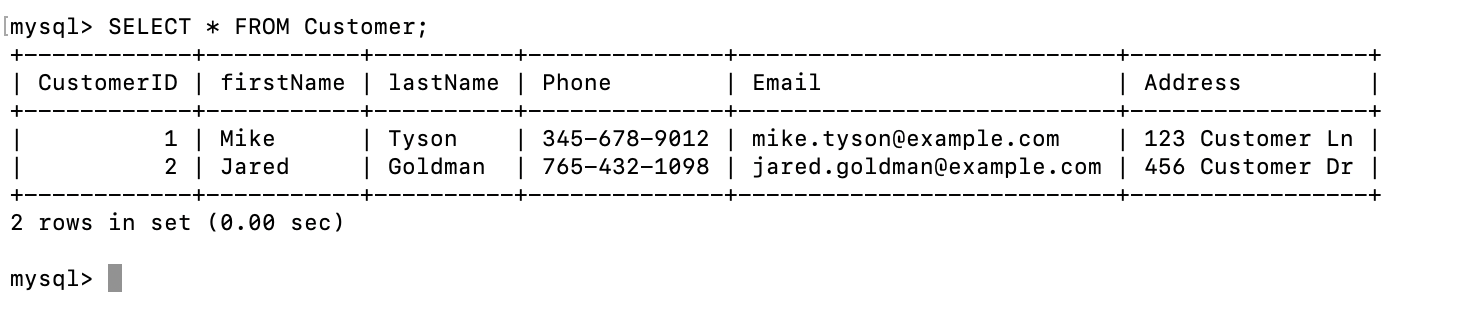 [mysql> SELECT * FROM Customer;
+------------+-----------+----------+--------------+---------------------------+-----------------+
| CustomerID | firstName | lastName | Phone        | Email                     | Address         |
+------------+-----------+----------+--------------+---------------------------+-----------------+
|          1 | Mike      | Tyson    | 345-678-9012 | mike.tyson@example.com    | 123 Customer Ln |
|          2 | Jared     | Goldman  | 765-432-1098 | jared.goldman@example.com | 456 Customer Dr |
+------------+-----------+----------+--------------+---------------------------+-----------------+
2 rows in set (0.00 sec)
mysql>